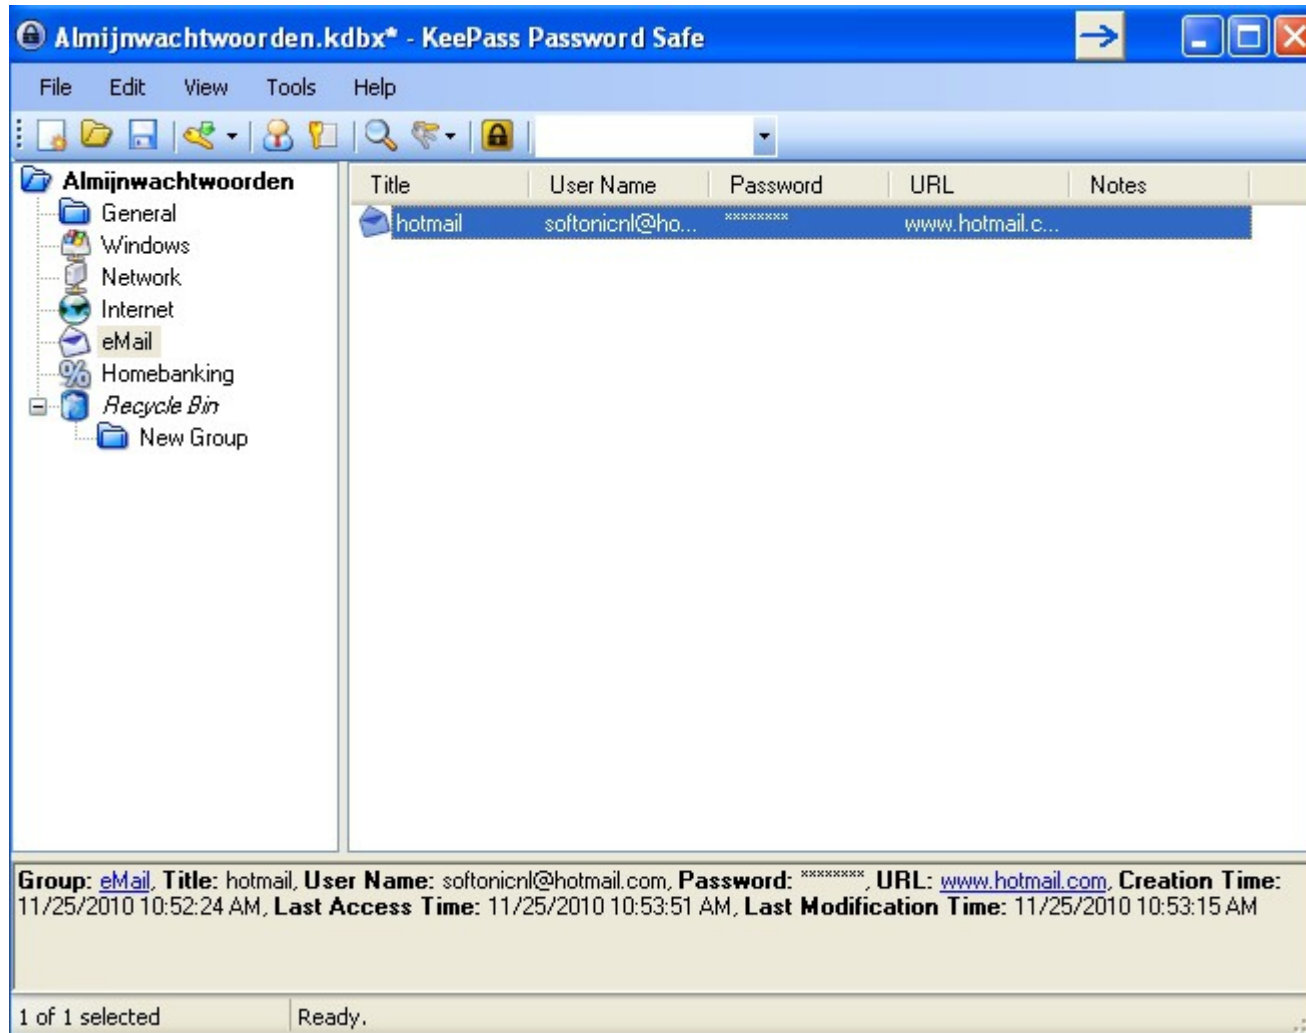 Almijnwachtwoorden.kdbx* - KeePass Password Safe
File Edit View Tools Help
Almijnwachtwoorden
General
Windows
Network
Internet
eMail
Homebanking
Recycle Bin
New Group
Title User Name Password URL Notes
hotmail softonicnl@ho... ******** www.hotmail.c...
Group: eMail, Title: hotmail, User Name: softonicnl@hotmail.com, Password: ********, URL: www.hotmail.com, Creation Time:
11/25/2010 10:52:24 AM, Last Access Time: 11/25/2010 10:53:51 AM, Last Modification Time: 11/25/2010 10:53:15 AM
1 of 1 selected Ready.